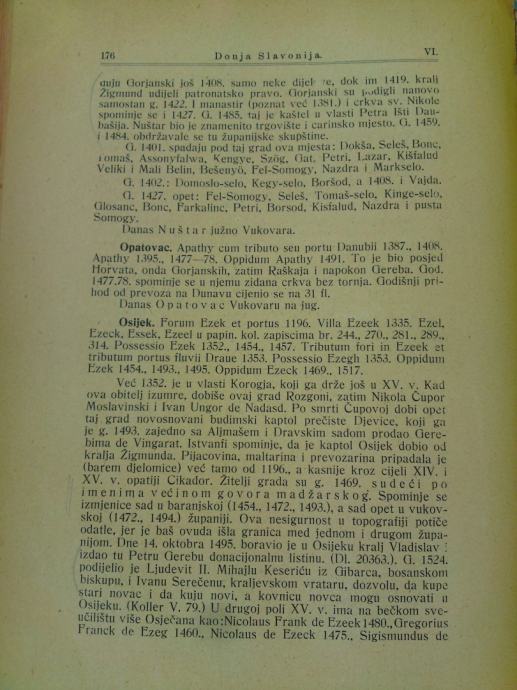 176 Donja Slavonija. VI.
duju Gorjanski još 1408. samo neke dijelove, dok im 1419. kralj
Žigmund udijeli patronatsko pravo. Gorjanski su podigli nanovo
samostan g. 1422. I manastir (poznat već 1381.) i crkva sv. Nikole
spominje se i 1427. G. 1485. taj je kaštel u vlasti Petra Išti Dau-
bašija. Nuštar bio je znamenito trgovište i carinsko mjesto. G. 1459.
i 1484. obdržavale se tu županijske skupštine.
G. 1401. spadaju pod taj grad ova mjesta: Dokša, Seleš, Bonc,
Tomaš, Assonyfalwa, Kengye, Szög, Gat, Petri, Lazar, Kišfalud
Veliki i Mali Belin, Bešenyö, Fel-Somogy, Nazdra i Markselo.
G. 1402.: Domoslo-selo, Kegy-selo, Boršod, a 1408. i Vajda.
G. 1427. opet: Fel-Somogy, Seleš, Tomaš-selo, Kinge-selo,
Glosanc, Bonc, Farkalinc, Petri, Borsod, Kisfalud, Nazdra i pusta
Somogy.
Danas Nuštar južno Vukovara.
Opatovac. Apathy cum tributo seu portu Danubii 1387., 1408.
Apathy 1395., 1477—78. Oppidum Apathy 1491. To je bio posjed
Horvata, onda Gorjanskih, zatim Raškaja i napokon Gereba. God.
1477.78. spominje se u njemu zidana crkva bez tornja. Godišnji pri-
hod od prevoza na Dunavu cijenio se na 31 fl.
Danas Opatovac Vukovaru na jug.
Osijek. Forum Ezek et portus 1196. Villa Ezeek 1335. Ezel,
Ezeck, Essek, Ezeel u papin. kol. zapiscima br. 244., 270., 281., 289.,
314. Possessio Ezek 1352., 1454., 1457. Tributum fori in Ezeek et
tributum portus fluvii Draue 1353. Possessio Ezegh 1353. Oppidum
Ezek 1454., 1493., 1495. Oppidum Ezeck 1469., 1517.
Već 1352. je u vlasti Korogja, koji ga drže još u XV. v. Kad
ova obitelj izumre, dobiše ovaj grad Rozgoni, zatim Nikola Čupor
Moslavinski i Ivan Ungor de Nadasd. Po smrti Čupovoj dobi opet
taj grad novosnovani budimski kaptol prečiste Djevice, koji ga
je g. 1493. zajedno sa Aljmašem i Dravskim sadom prodao Gere-
bima de Vingarat. Istvanfi spominje, da je kaptol Osijek dobio od
kralja Žigmunda. Pijacovina, maltarina i prevozarina pripadala je
(barem djelomice) već tamo od 1196., a kasnije kroz cijeli XIV. i
XV. v. opatiji Cikador. Žitelji grada su g. 1469. sudeći po
imenima većinom govora madžarskog. Spominje se
izmjenice sad u baranjskoj (1454., 1472., 1493.), a sad opet u vukov-
skoj (1472., 1494.) županiji. Ova nesigurnost u topografiji potiče
odatle, jer je baš ovuda išla granica med jednom i drugom župa-
nijom. Dne 14. oktobra 1495. boravio je u Osijeku kralj Vladislav
izdao tu Petru Gerebu donacijonalnu listinu. (Dl. 20363.). G. 1524.
podijelio je Ljudevit II. Mihajlu Keseriću iz Gibarca, bosanskom
biskupu, i Ivanu Serečenu, kraljevskom vrataru, dozvolu, da kupe
stari novac i da kuju novi, a kovnicu novca mogu osnovati u
Osijeku. (Koller V. 79.) U drugoj poli XV. v. ima na bečkom sve-
učilištu više Osječana kao: Nicolaus Frank de Ezeek 1480., Gregorius
Franck de Ezeg 1460., Nicolaus de Ezeck 1475., Sigismundus de